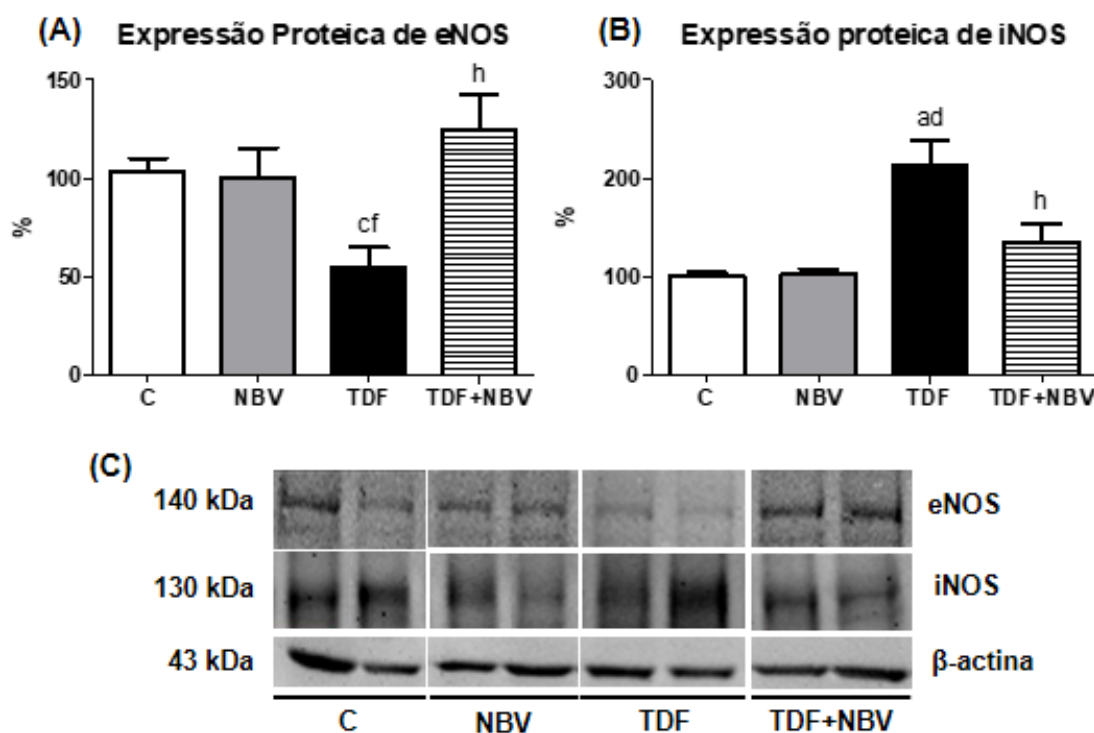 (A) Expressão Proteica de eNOS
150
100
50
0
%
cf
h
C NBV TDF TDF+NBV
(B) Expressão proteica de iNOS
300
200
100
0
%
ad
h
C NBV TDF TDF+NBV
(C)
140 kDa eNOS
130 kDa iNOS
43 kDa β-actina
C NBV TDF TDF+NBV